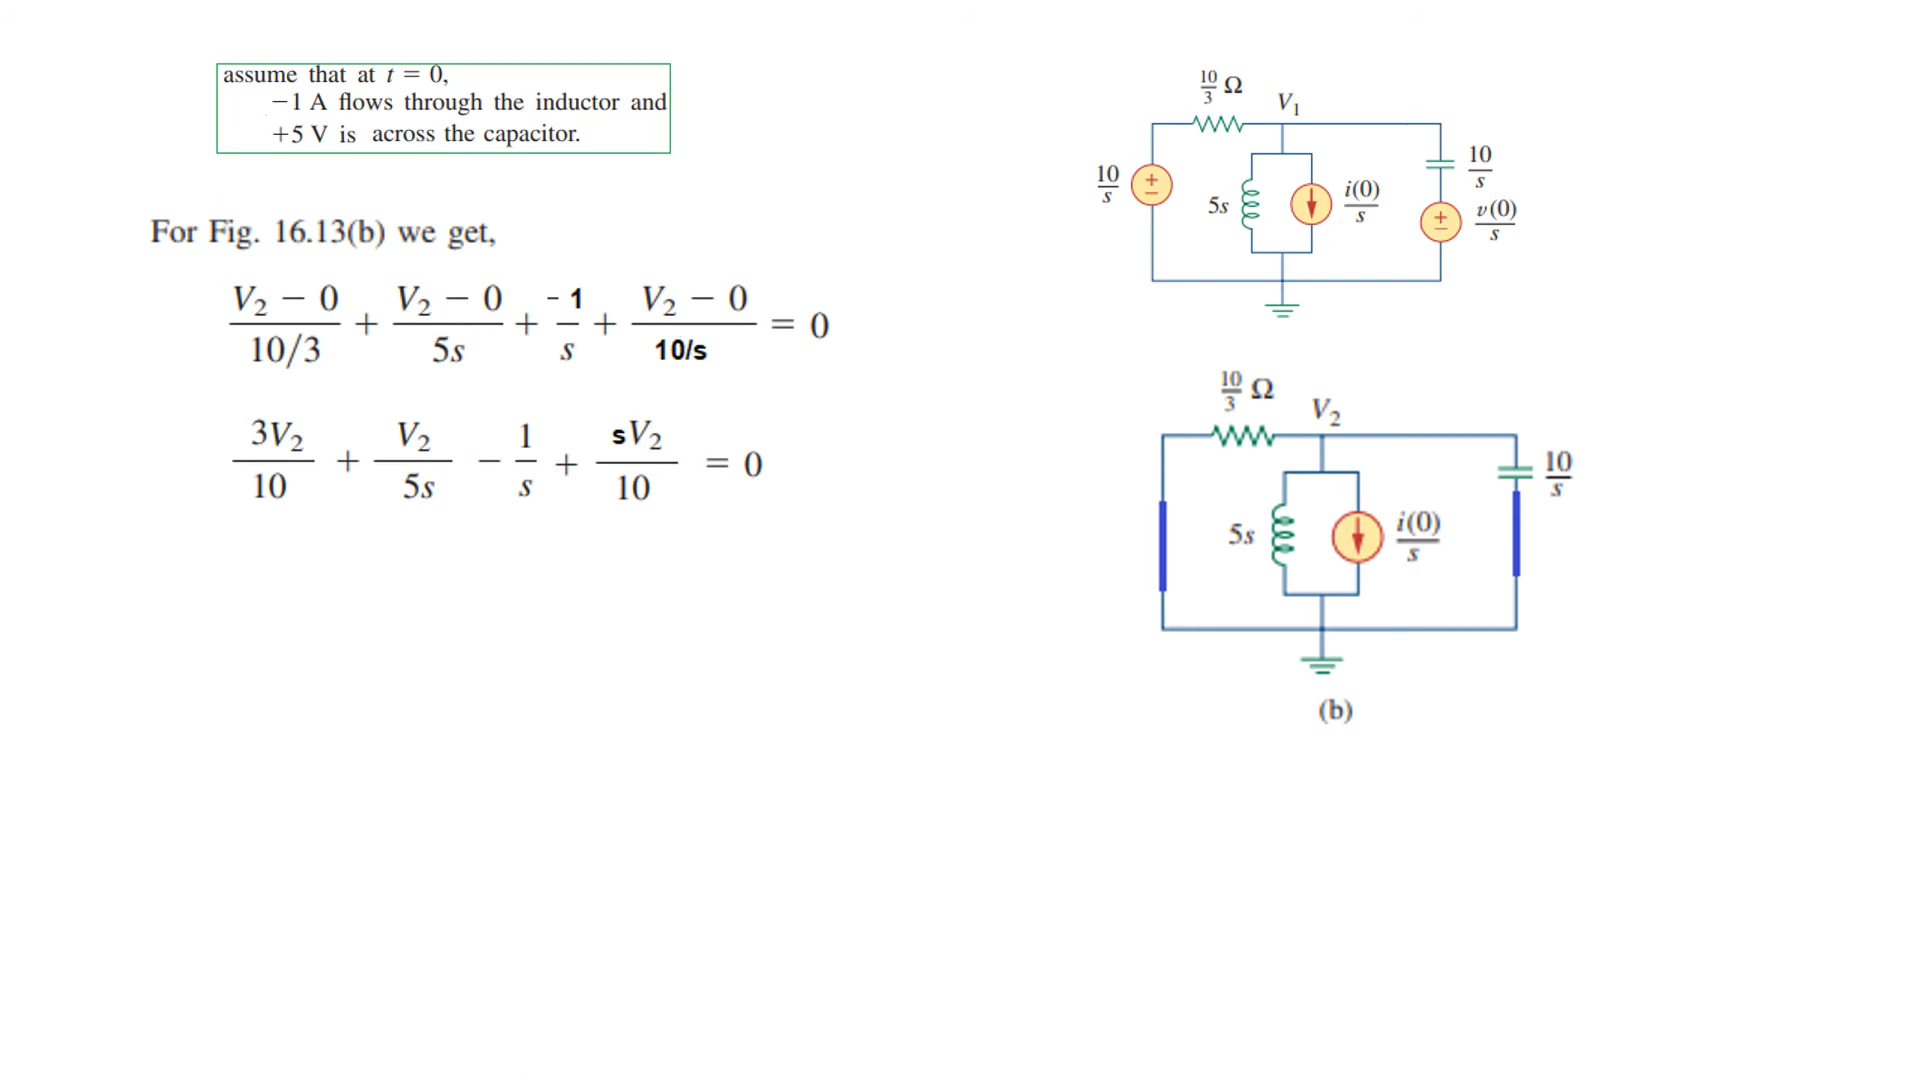 assume that at t = 0,
−1 A flows through the inductor and
+5 V is across the capacitor.
For Fig. 16.13(b) we get,
(V₂ − 0)/(10/3) + (V₂ − 0)/(5s) + (-1)/s + (V₂ − 0)/(10/s) = 0
3V₂/10 + V₂/5s − 1/s + sV₂/10 = 0
10/3 Ω
V₁
10/s
+
−
5s
i(0)/s
10/s
+
−
v(0)/s
10/3 Ω
V₂
5s
i(0)/s
10/s
(b)